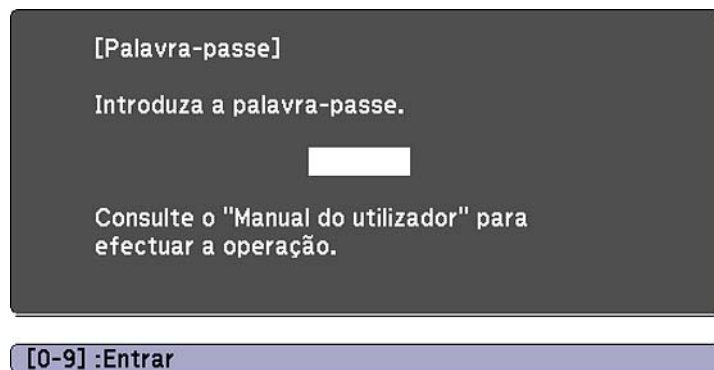 [Palavra-passe]
Introduza a palavra-passe.
Consulte o "Manual do utilizador" para
efectuar a operação.
[0-9] :Entrar